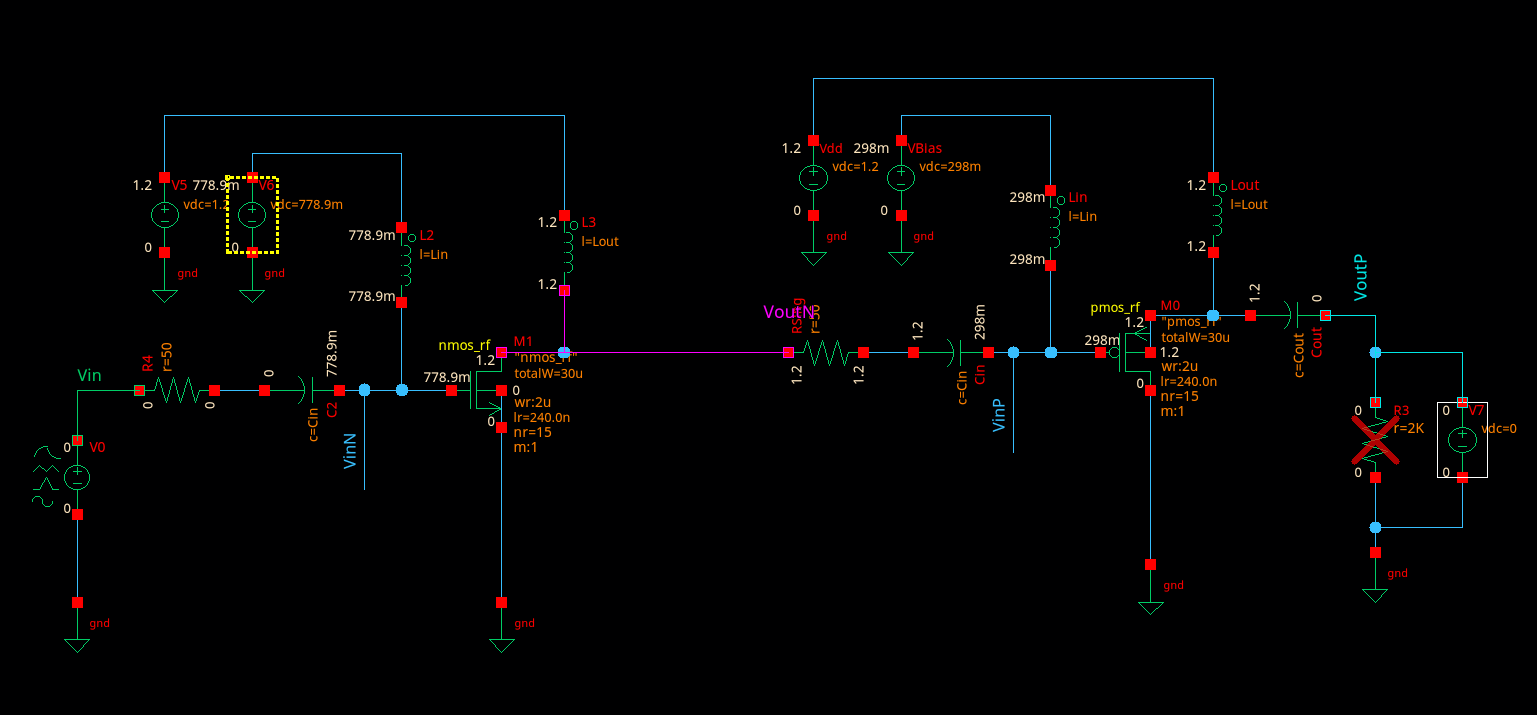 1.2
V5
vdc=1.2
0
gnd
778.9m
V6
vdc=778.9m
0
gnd
778.9m
L2
l=Lin
778.9m
1.2
L3
l=Lout
1.2
Vin
R4
r=50
0
0
0
c=Cin
C2
778.9m
VinN
0
V0
0
gnd
nmos_rf
M1
"nmos_rf"
totalW=30u
1.2
778.9m
0
wr:2u
lr=240.0n
nr=15
m:1
0
gnd
VoutN
r=50
1.2
1.2
1.2
Vdd
vdc=1.2
0
gnd
298m
VBias
vdc=298m
0
gnd
298m
Lin
l=Lin
298m
1.2
c=Cin
Cin
298m
VinP
1.2
Lout
l=Lout
1.2
pmos_rf
M0
"pmos_rf"
totalW=30u
1.2
298m
1.2
0
wr:2u
lr=240.0n
nr=15
m:1
gnd
1.2
c=Cout
Cout
0
VoutP
0
R3
r=2K
0
0
V7
vdc=0
0
gnd